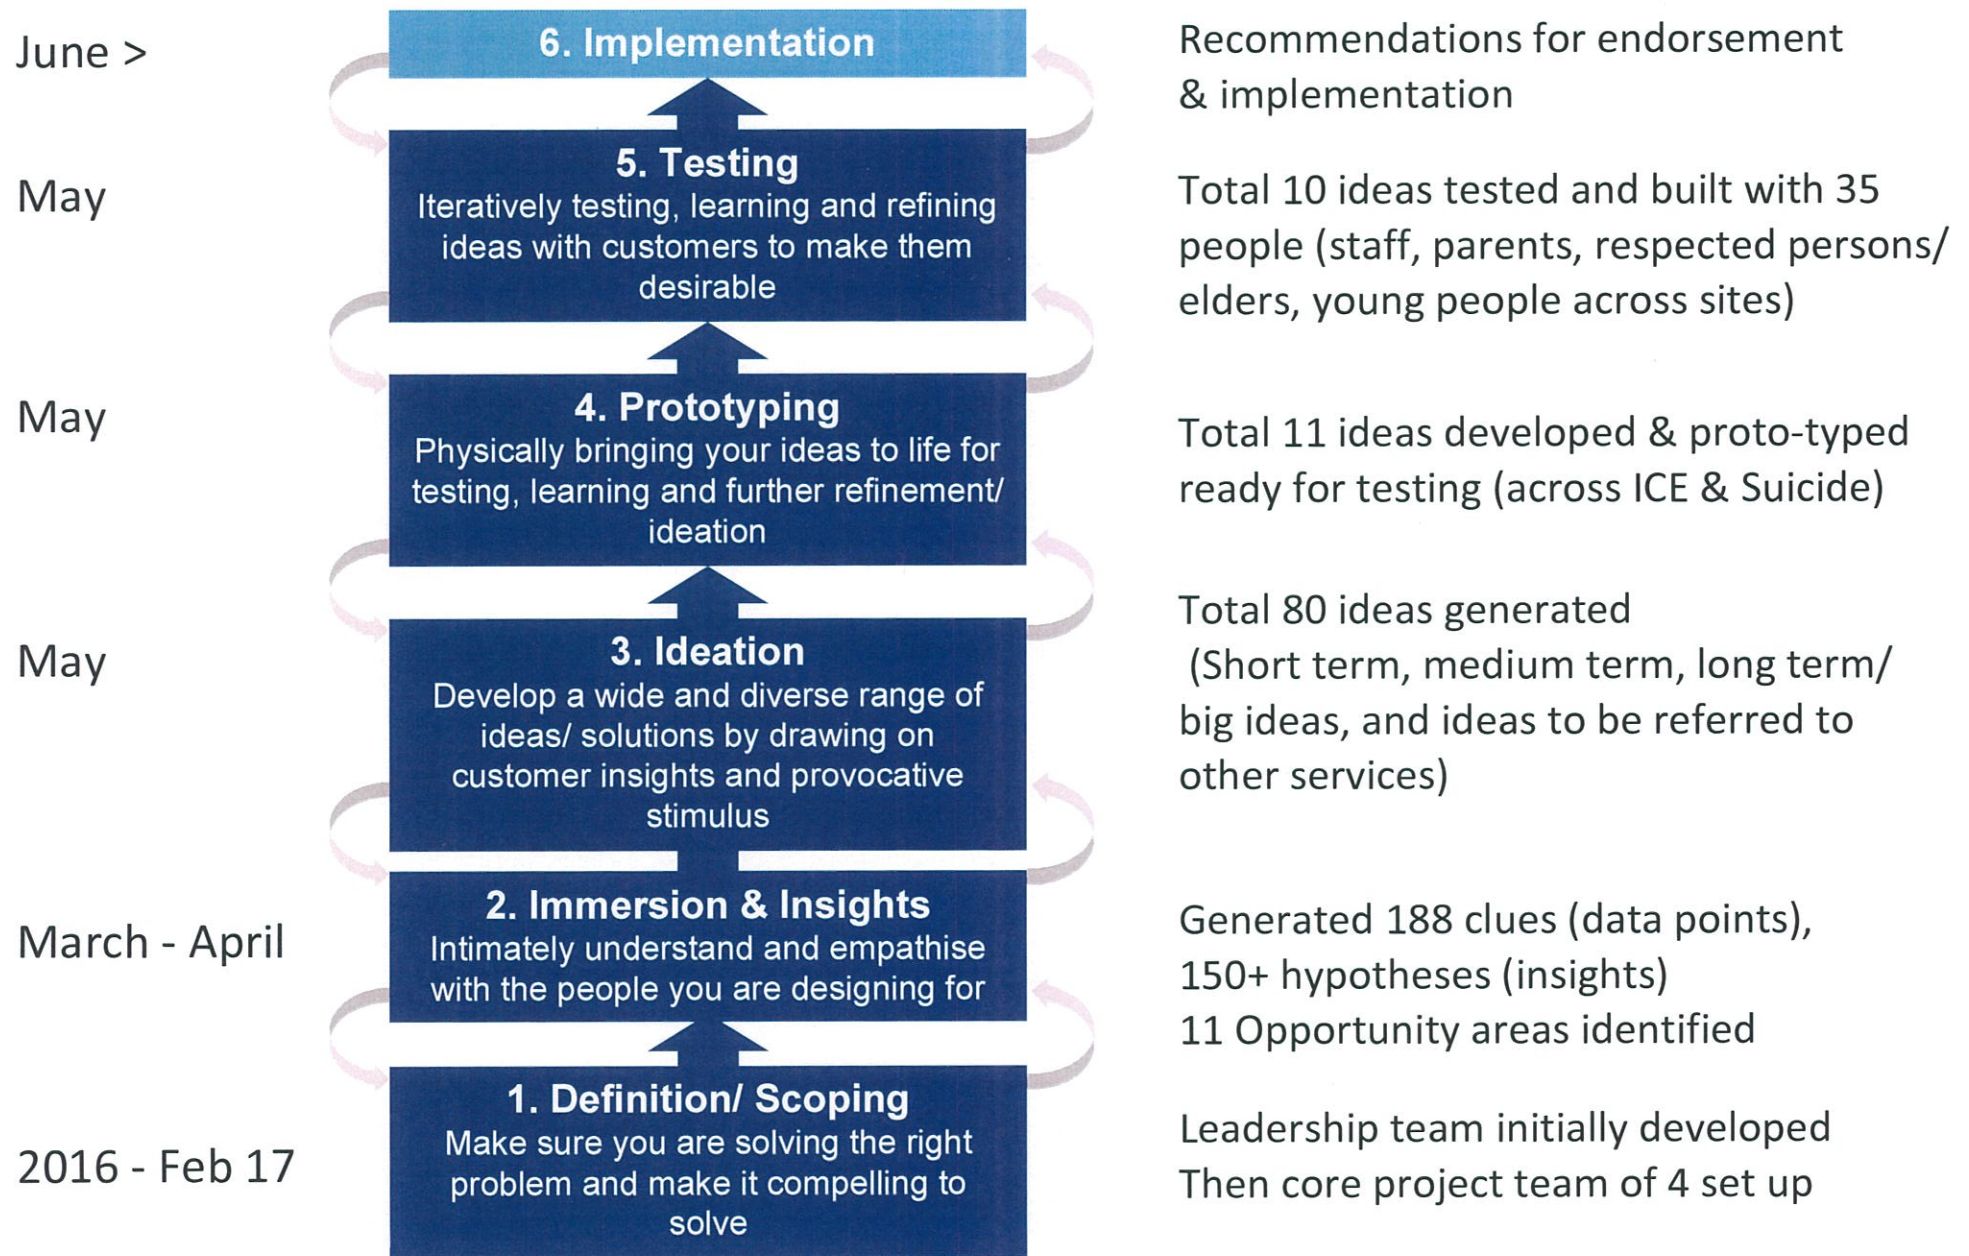 June >
6. Implementation
Recommendations for endorsement
& implementation
May
5. Testing
Iteratively testing, learning and refining
ideas with customers to make them
desirable
Total 10 ideas tested and built with 35
people (staff, parents, respected persons/
elders, young people across sites)
May
4. Prototyping
Physically bringing your ideas to life for
testing, learning and further refinement/
ideation
Total 11 ideas developed & proto-typed
ready for testing (across ICE & Suicide)
May
3. Ideation
Develop a wide and diverse range of
ideas/ solutions by drawing on
customer insights and provocative
stimulus
Total 80 ideas generated
(Short term, medium term, long term/
big ideas, and ideas to be referred to
other services)
March - April
2. Immersion & Insights
Intimately understand and empathise
with the people you are designing for
Generated 188 clues (data points),
150+ hypotheses (insights)
11 Opportunity areas identified
2016 - Feb 17
1. Definition/ Scoping
Make sure you are solving the right
problem and make it compelling to
solve
Leadership team initially developed
Then core project team of 4 set up